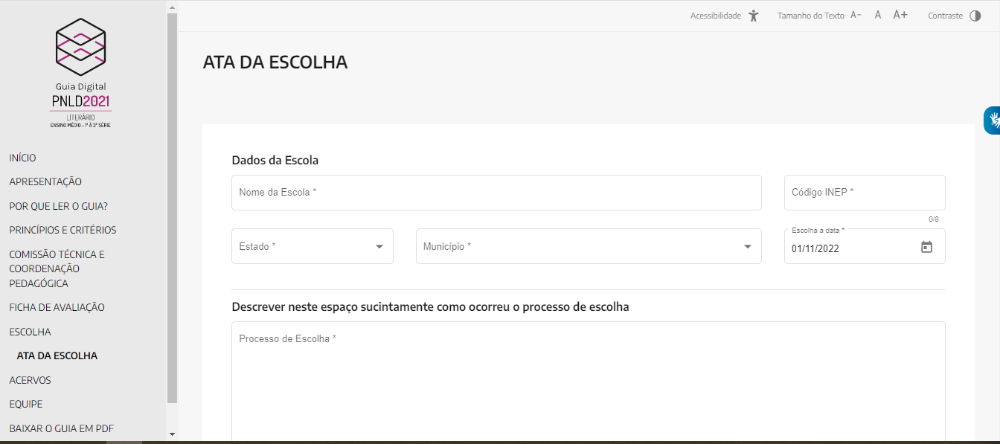 Acessibilidade
Tamanho do Texto A- A A+
Contraste
Guia Digital
PNLD2021
LITERÁRIO
ENSINO MÉDIO – 1ª À 3ª SÉRIE
INÍCIO
APRESENTAÇÃO
POR QUE LER O GUIA?
PRINCÍPIOS E CRITÉRIOS
COMISSÃO TÉCNICA E
COORDENAÇÃO
PEDAGÓGICA
FICHA DE AVALIAÇÃO
ESCOLHA
ATA DA ESCOLHA
ACERVOS
EQUIPE
BAIXAR O GUIA EM PDF
ATA DA ESCOLHA
Dados da Escola
Nome da Escola *
Código INEP *
0/8
Estado *
Município *
Escolha a data *
01/11/2022
Descrever neste espaço sucintamente como ocorreu o processo de escolha
Processo de Escolha *